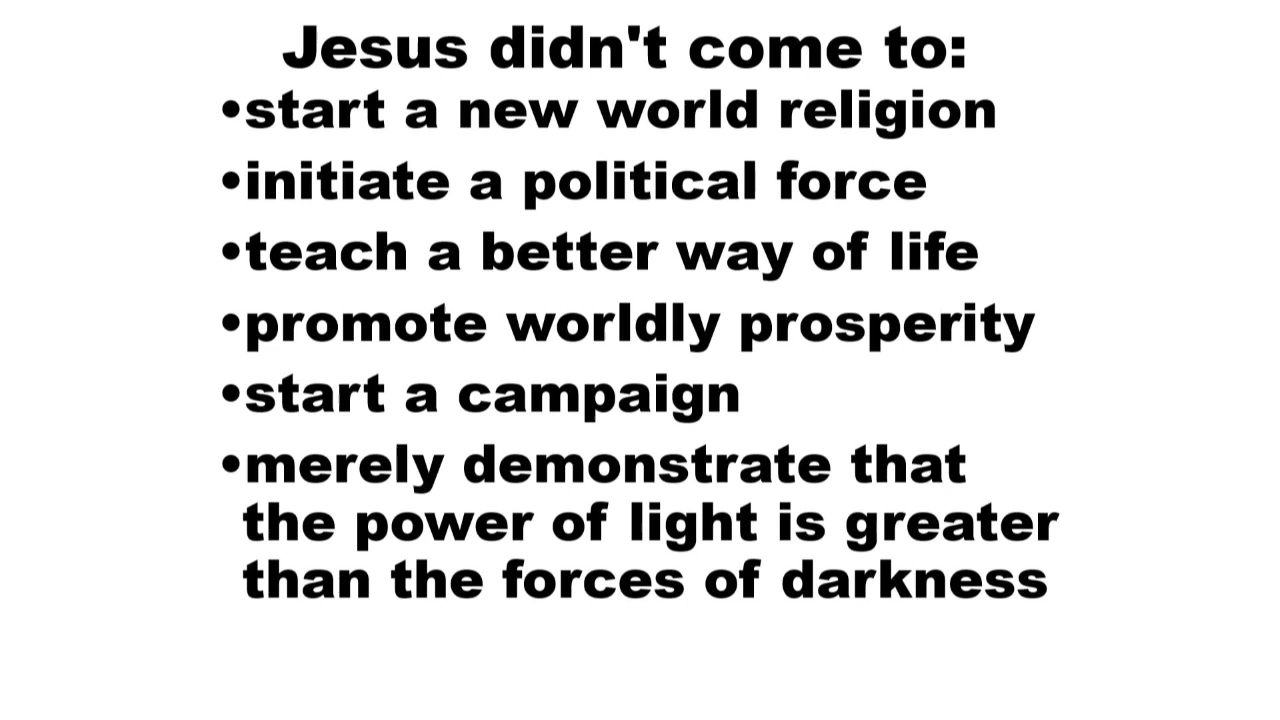 Jesus didn't come to:
•start a new world religion
•initiate a political force
•teach a better way of life
•promote worldly prosperity
•start a campaign
•merely demonstrate that
the power of light is greater
than the forces of darkness